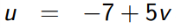 u = −7 + 5v